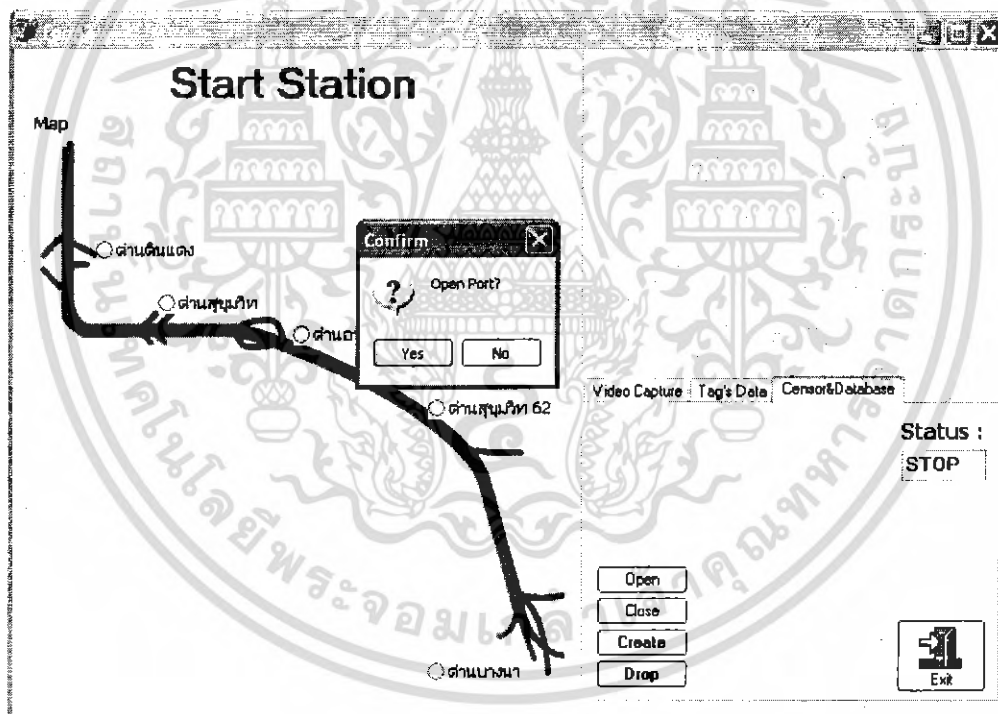 Start Station
Map
ด่านดินแดง
Confirm
Open Port?
ด่านสุขุมวิท
Yes
No
Video Capture
Tag's Data
Censor&Database
ด่านสุขุมวิท 62
Status :
STOP
Open
Close
Create
Drop
ด่านบางนา
Exit